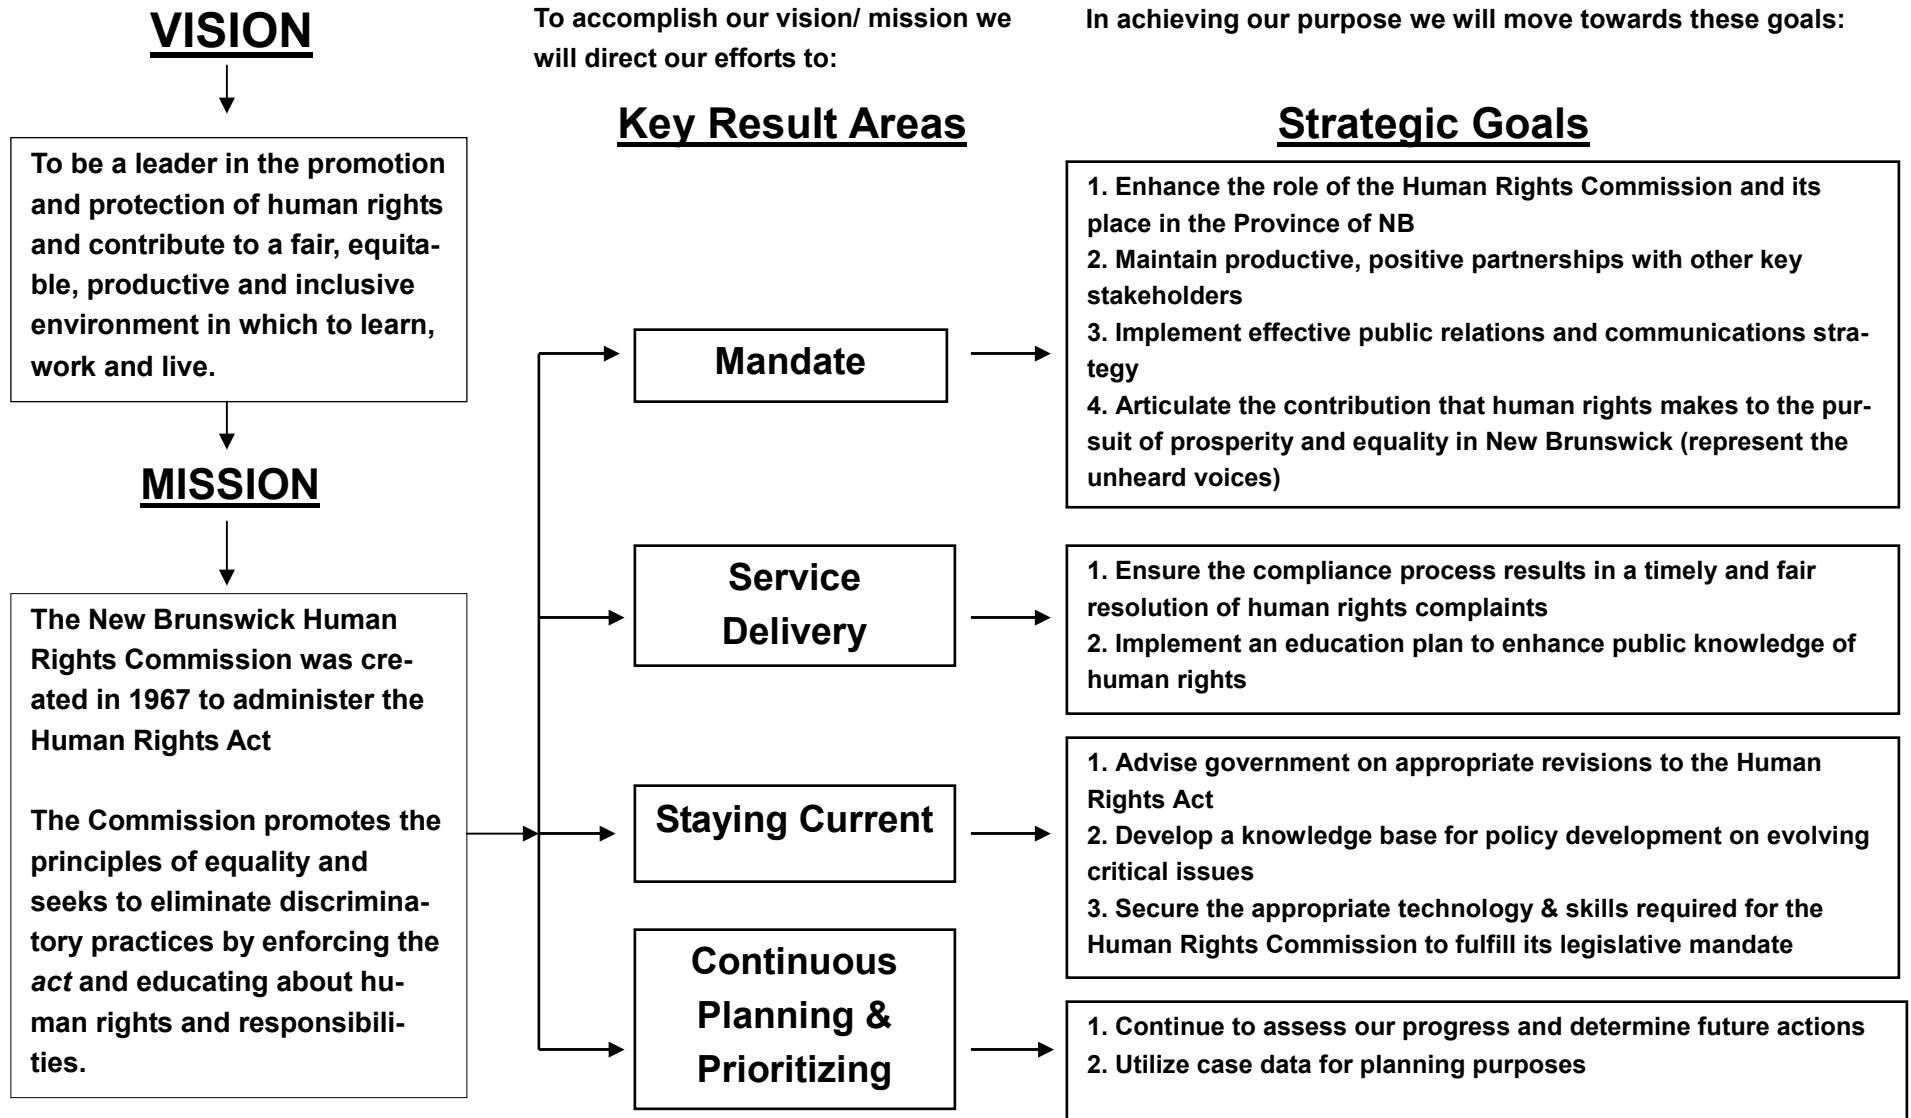 VISION
To be a leader in the promotion
and protection of human rights
and contribute to a fair, equita-
ble, productive and inclusive
environment in which to learn,
work and live.
MISSION
The New Brunswick Human
Rights Commission was cre-
ated in 1967 to administer the
Human Rights Act
The Commission promotes the
principles of equality and
seeks to eliminate discrimina-
tory practices by enforcing the
act and educating about hu-
man rights and responsibili-
ties.
To accomplish our vision/ mission we
will direct our efforts to:
Key Result Areas
Mandate
Service
Delivery
Staying Current
Continuous
Planning &
Prioritizing
In achieving our purpose we will move towards these goals:
Strategic Goals
1. Enhance the role of the Human Rights Commission and its
place in the Province of NB
2. Maintain productive, positive partnerships with other key
stakeholders
3. Implement effective public relations and communications stra-
tegy
4. Articulate the contribution that human rights makes to the pur-
suit of prosperity and equality in New Brunswick (represent the
unheard voices)
1. Ensure the compliance process results in a timely and fair
resolution of human rights complaints
2. Implement an education plan to enhance public knowledge of
human rights
1. Advise government on appropriate revisions to the Human
Rights Act
2. Develop a knowledge base for policy development on evolving
critical issues
3. Secure the appropriate technology & skills required for the
Human Rights Commission to fulfill its legislative mandate
1. Continue to assess our progress and determine future actions
2. Utilize case data for planning purposes